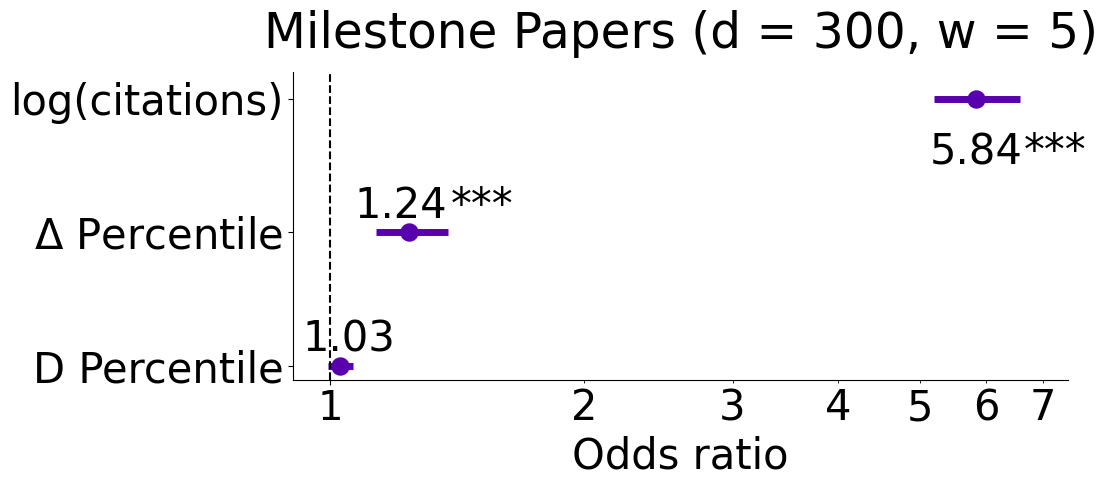 Milestone Papers (d = 300, w = 5)
log(citations)
5.84***
1.24***
Δ Percentile
1.03
D Percentile
1 2 3 4 5 6 7
Odds ratio